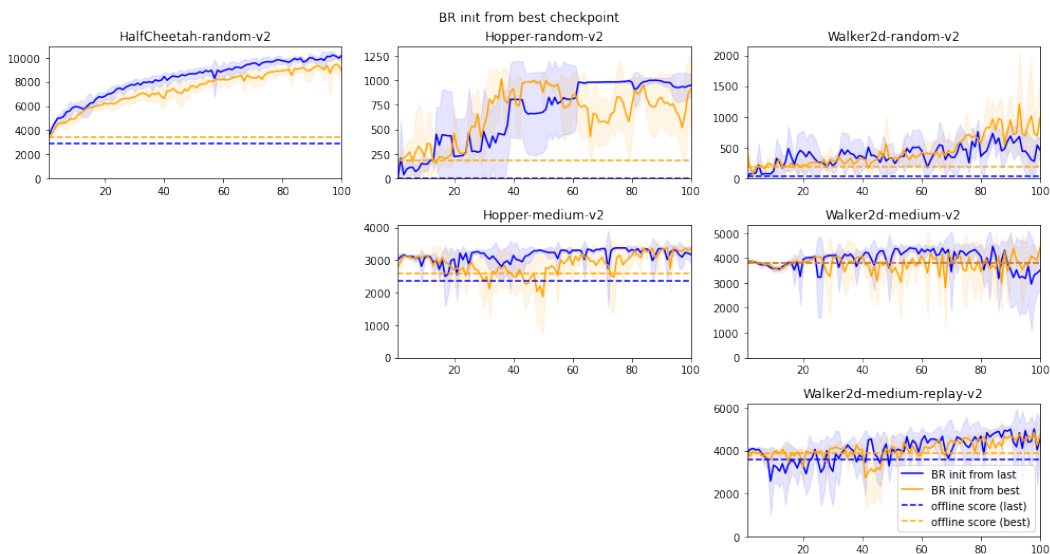 BR init from best checkpoint
HalfCheetah-random-v2
10000
8000
6000
4000
2000
0
20 40 60 80 100
Hopper-random-v2
1250
1000
750
500
250
0
20 40 60 80 100
Walker2d-random-v2
2000
1500
1000
500
0
20 40 60 80 100
Hopper-medium-v2
4000
3000
2000
1000
0
20 40 60 80 100
Walker2d-medium-v2
5000
4000
3000
2000
1000
0
20 40 60 80 100
Walker2d-medium-replay-v2
6000
4000
2000
0
20 40 60 80 100
BR init from last
BR init from best
offline score (last)
offline score (best)